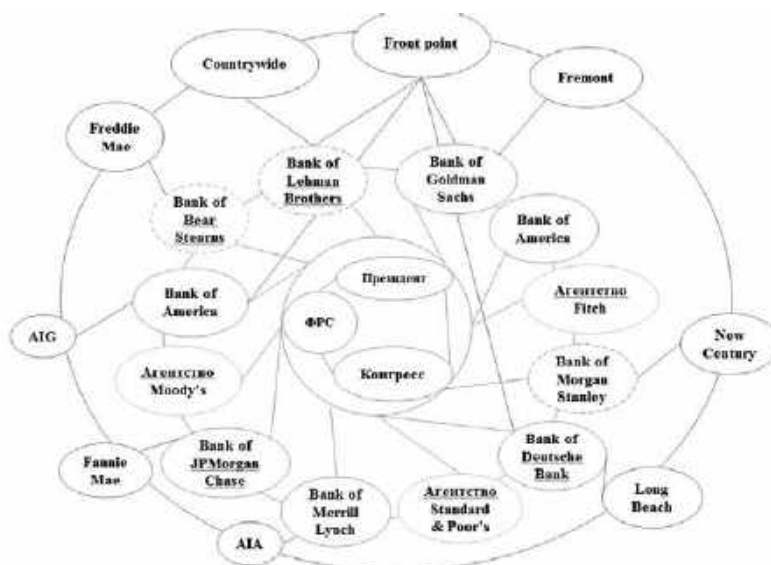 Front point
Countrywide
Fremont
Freddie
Mae
Bank of
Lehman
Brothers
Bank of
Goldman
Sachs
Bank of
Bear
Stearns
Bank of
America
Президент
Bank of
America
Агентство
Fitch
ФРС
AIG
New
Century
Агентство
Moody's
Конгресс
Bank of
Morgan
Stanley
Fannie
Mae
Bank of
JPMorgan
Chase
Bank of
Deutsche
Bank
Bank of
Merrill
Lynch
Агентство
Standard
& Poor's
Long
Beach
AIA